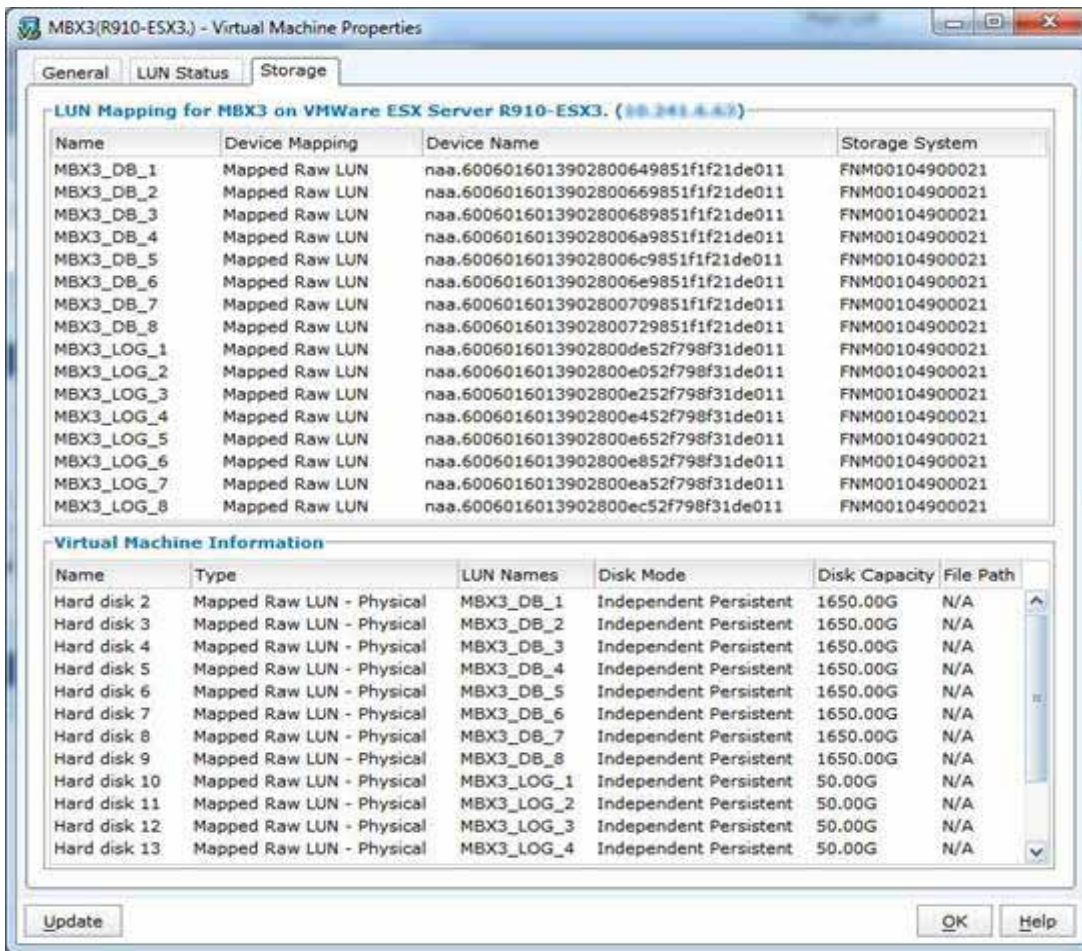 MBX3(R910-ESX3.) - Virtual Machine Properties
General LUN Status Storage
LUN Mapping for MBX3 on VMWare ESX Server R910-ESX3. ( )
Name Device Mapping Device Name Storage System
MBX3_DB_1 Mapped Raw LUN naa.60060160139028006498​51f1f21de011 FNM00104900021
MBX3_DB_2 Mapped Raw LUN naa.6006016013902800669851f1f21de011 FNM00104900021
MBX3_DB_3 Mapped Raw LUN naa.6006016013902800689851f1f21de011 FNM00104900021
MBX3_DB_4 Mapped Raw LUN naa.60060160139028006a9851f1f21de011 FNM00104900021
MBX3_DB_5 Mapped Raw LUN naa.60060160139028006c9851f1f21de011 FNM00104900021
MBX3_DB_6 Mapped Raw LUN naa.60060160139028006e9851f1f21de011 FNM00104900021
MBX3_DB_7 Mapped Raw LUN naa.6006016013902800709851f1f21de011 FNM00104900021
MBX3_DB_8 Mapped Raw LUN naa.6006016013902800729851f1f21de011 FNM00104900021
MBX3_LOG_1 Mapped Raw LUN naa.6006016013902800de52f798f31de011 FNM00104900021
MBX3_LOG_2 Mapped Raw LUN naa.6006016013902800e052f798f31de011 FNM00104900021
MBX3_LOG_3 Mapped Raw LUN naa.6006016013902800e252f798f31de011 FNM00104900021
MBX3_LOG_4 Mapped Raw LUN naa.6006016013902800e452f798f31de011 FNM00104900021
MBX3_LOG_5 Mapped Raw LUN naa.6006016013902800e652f798f31de011 FNM00104900021
MBX3_LOG_6 Mapped Raw LUN naa.6006016013902800e852f798f31de011 FNM00104900021
MBX3_LOG_7 Mapped Raw LUN naa.6006016013902800ea52f798f31de011 FNM00104900021
MBX3_LOG_8 Mapped Raw LUN naa.6006016013902800ec52f798f31de011 FNM00104900021
Virtual Machine Information
Name Type LUN Names Disk Mode Disk Capacity File Path
Hard disk 2 Mapped Raw LUN - Physical MBX3_DB_1 Independent Persistent 1650.00G N/A
Hard disk 3 Mapped Raw LUN - Physical MBX3_DB_2 Independent Persistent 1650.00G N/A
Hard disk 4 Mapped Raw LUN - Physical MBX3_DB_3 Independent Persistent 1650.00G N/A
Hard disk 5 Mapped Raw LUN - Physical MBX3_DB_4 Independent Persistent 1650.00G N/A
Hard disk 6 Mapped Raw LUN - Physical MBX3_DB_5 Independent Persistent 1650.00G N/A
Hard disk 7 Mapped Raw LUN - Physical MBX3_DB_6 Independent Persistent 1650.00G N/A
Hard disk 8 Mapped Raw LUN - Physical MBX3_DB_7 Independent Persistent 1650.00G N/A
Hard disk 9 Mapped Raw LUN - Physical MBX3_DB_8 Independent Persistent 1650.00G N/A
Hard disk 10 Mapped Raw LUN - Physical MBX3_LOG_1 Independent Persistent 50.00G N/A
Hard disk 11 Mapped Raw LUN - Physical MBX3_LOG_2 Independent Persistent 50.00G N/A
Hard disk 12 Mapped Raw LUN - Physical MBX3_LOG_3 Independent Persistent 50.00G N/A
Hard disk 13 Mapped Raw LUN - Physical MBX3_LOG_4 Independent Persistent 50.00G N/A
Update OK Help